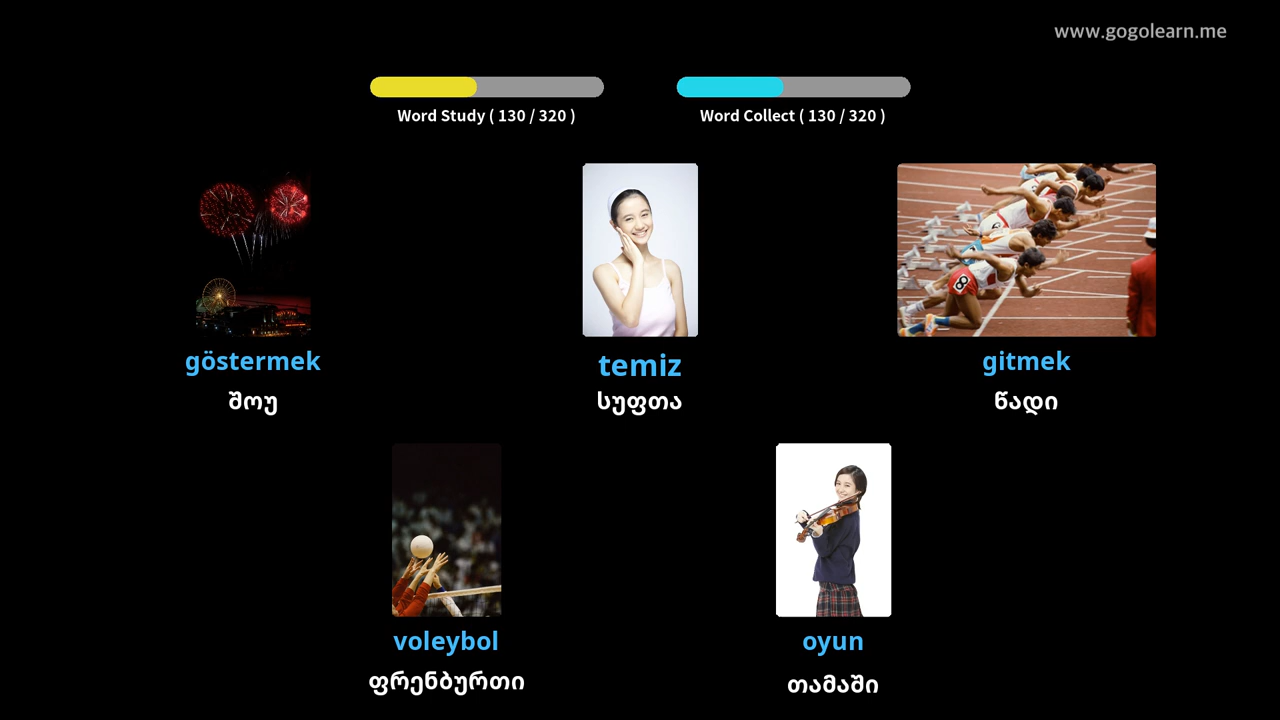 www.gogolearn.me
Word Study ( 130 / 320 )
Word Collect ( 130 / 320 )
göstermek
temiz
gitmek
შოუ
სუფთა
წადი
voleybol
oyun
ფრენბურთი
თამაში